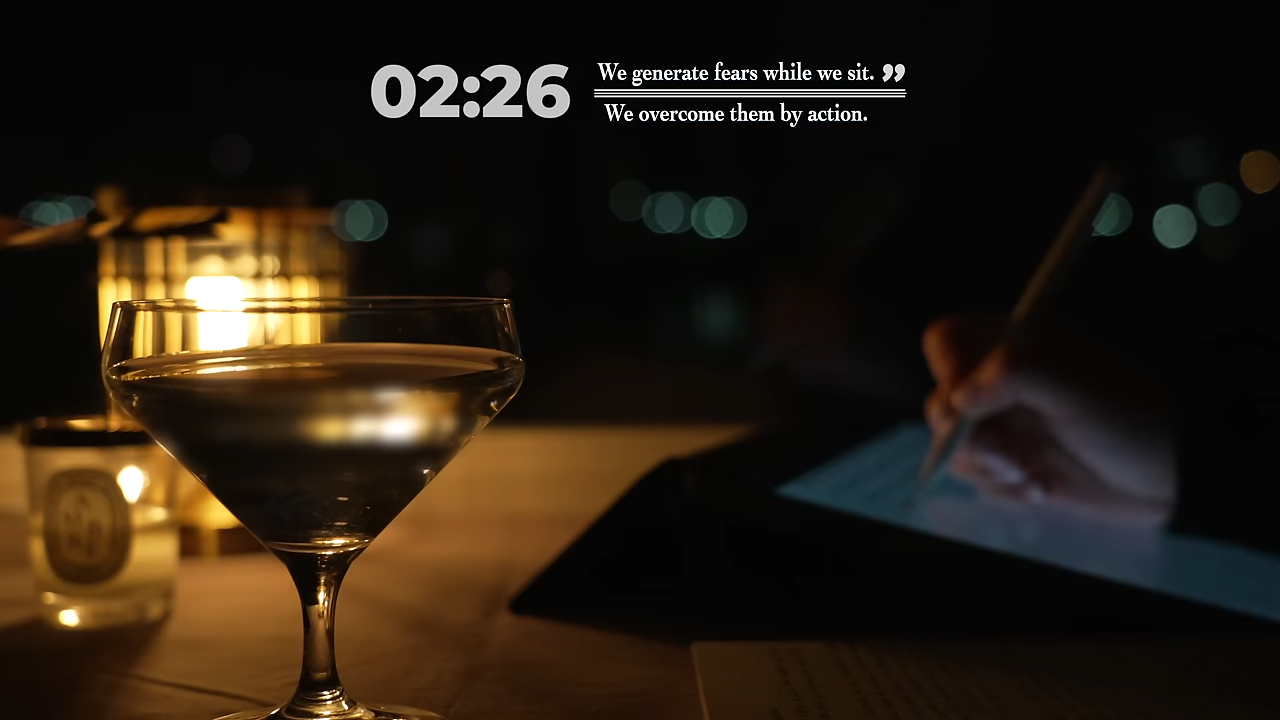 02:26
We generate fears while we sit. ”
We overcome them by action.